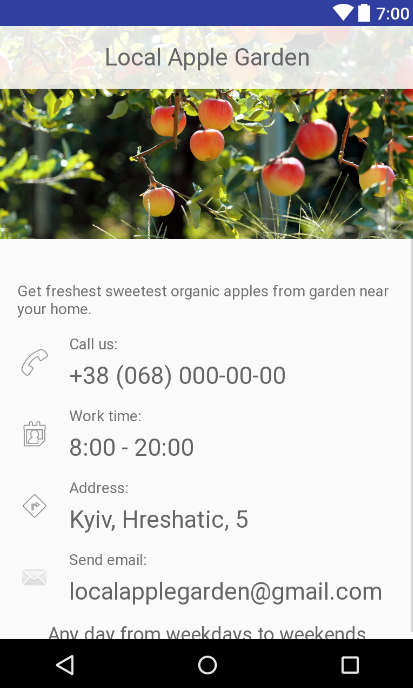 7:00
Local Apple Garden
Get freshest sweetest organic apples from garden near
your home.
Call us:
+38 (068) 000-00-00
Work time:
8:00 - 20:00
Address:
Kyiv, Hreshatic, 5
Send email:
localapplegarden@gmail.com
Any day from weekdays to weekends